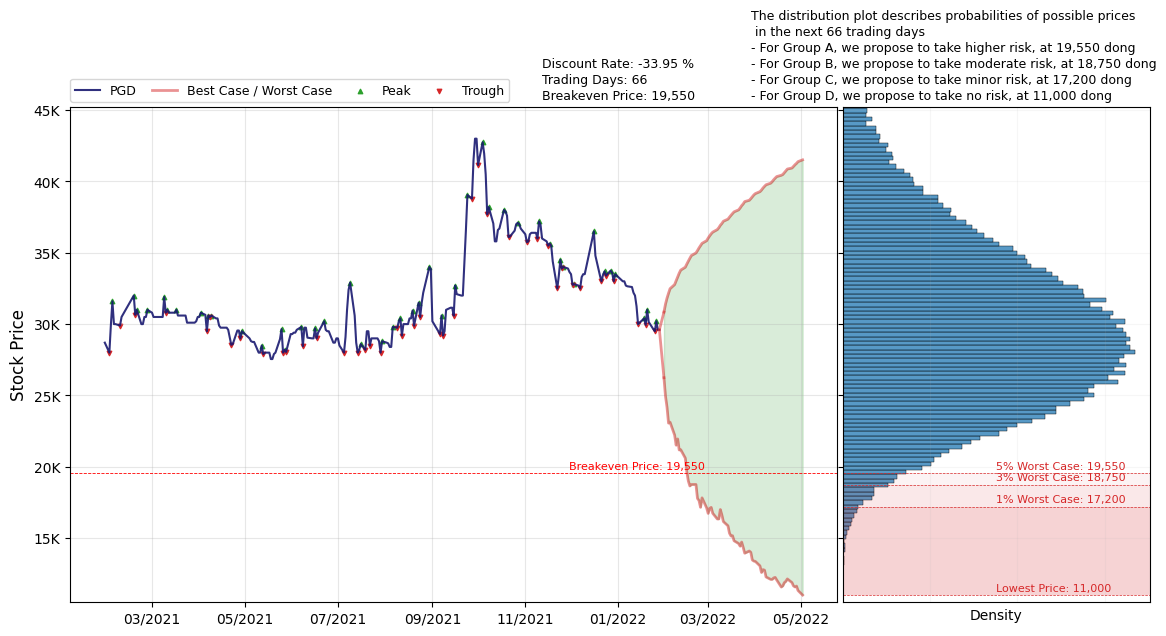 The distribution plot describes probabilities of possible prices
in the next 66 trading days
- For Group A, we propose to take higher risk, at 19,550 dong
- For Group B, we propose to take moderate risk, at 18,750 dong
- For Group C, we propose to take minor risk, at 17,200 dong
- For Group D, we propose to take no risk, at 11,000 dong
Discount Rate: -33.95 %
Trading Days: 66
Breakeven Price: 19,550
PGD
Best Case / Worst Case
Peak
Trough
Stock Price
45K
40K
35K
30K
25K
20K
15K
Breakeven Price: 19,550
5% Worst Case: 19,550
3% Worst Case: 18,750
1% Worst Case: 17,200
Lowest Price: 11,000
03/2021
05/2021
07/2021
09/2021
11/2021
01/2022
03/2022
05/2022
Density